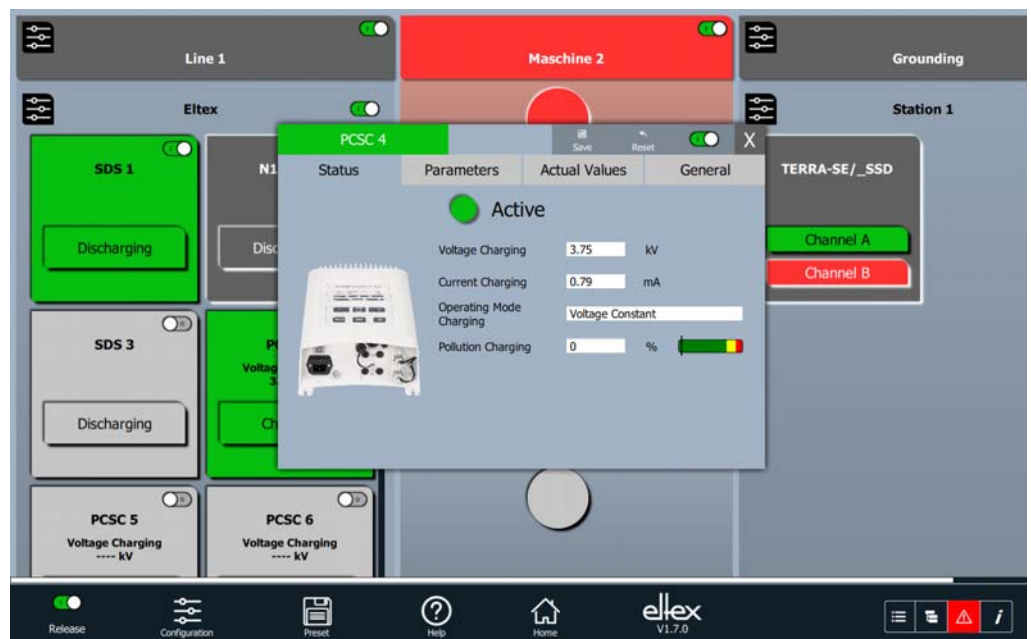 Line 1
Maschine 2
Grounding
Eltex
Station 1
PCSC 4
Save
Reset
X
Status
Parameters
Actual Values
General
SDS 1
N1
TERRA-SE/_SSD
Active
Discharging
Disc
Voltage Charging
3.75
kV
Current Charging
0.79
mA
Operating Mode
Charging
Voltage Constant
Pollution Charging
0
%
Channel A
Channel B
SDS 3
P
Voltag
3
Discharging
Ch
PCSC 5
Voltage Charging
---- kV
PCSC 6
Voltage Charging
---- kV
Release
Configuration
Preset
Help
Home
eltex
V1.7.0